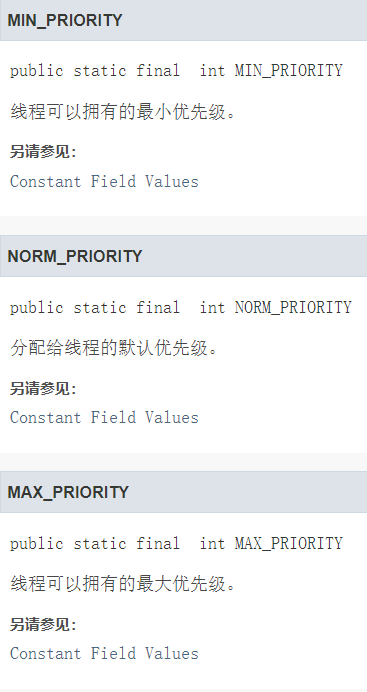 MIN_PRIORITY
public static final  int MIN_PRIORITY
线程可以拥有的最小优先级。
另请参见:
Constant Field Values
NORM_PRIORITY
public static final  int NORM_PRIORITY
分配给线程的默认优先级。
另请参见:
Constant Field Values
MAX_PRIORITY
public static final  int MAX_PRIORITY
线程可以拥有的最大优先级。
另请参见:
Constant Field Values